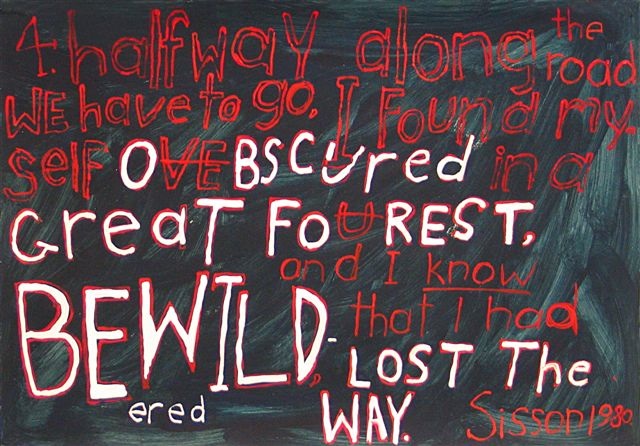 4. halfway along the road
WE have to go, I Found my
self OVEBSCUred in a
GreaT FoUREST,
and I know
BEWILD- that I had
ered LOST The
WAY. Sisson 1980.